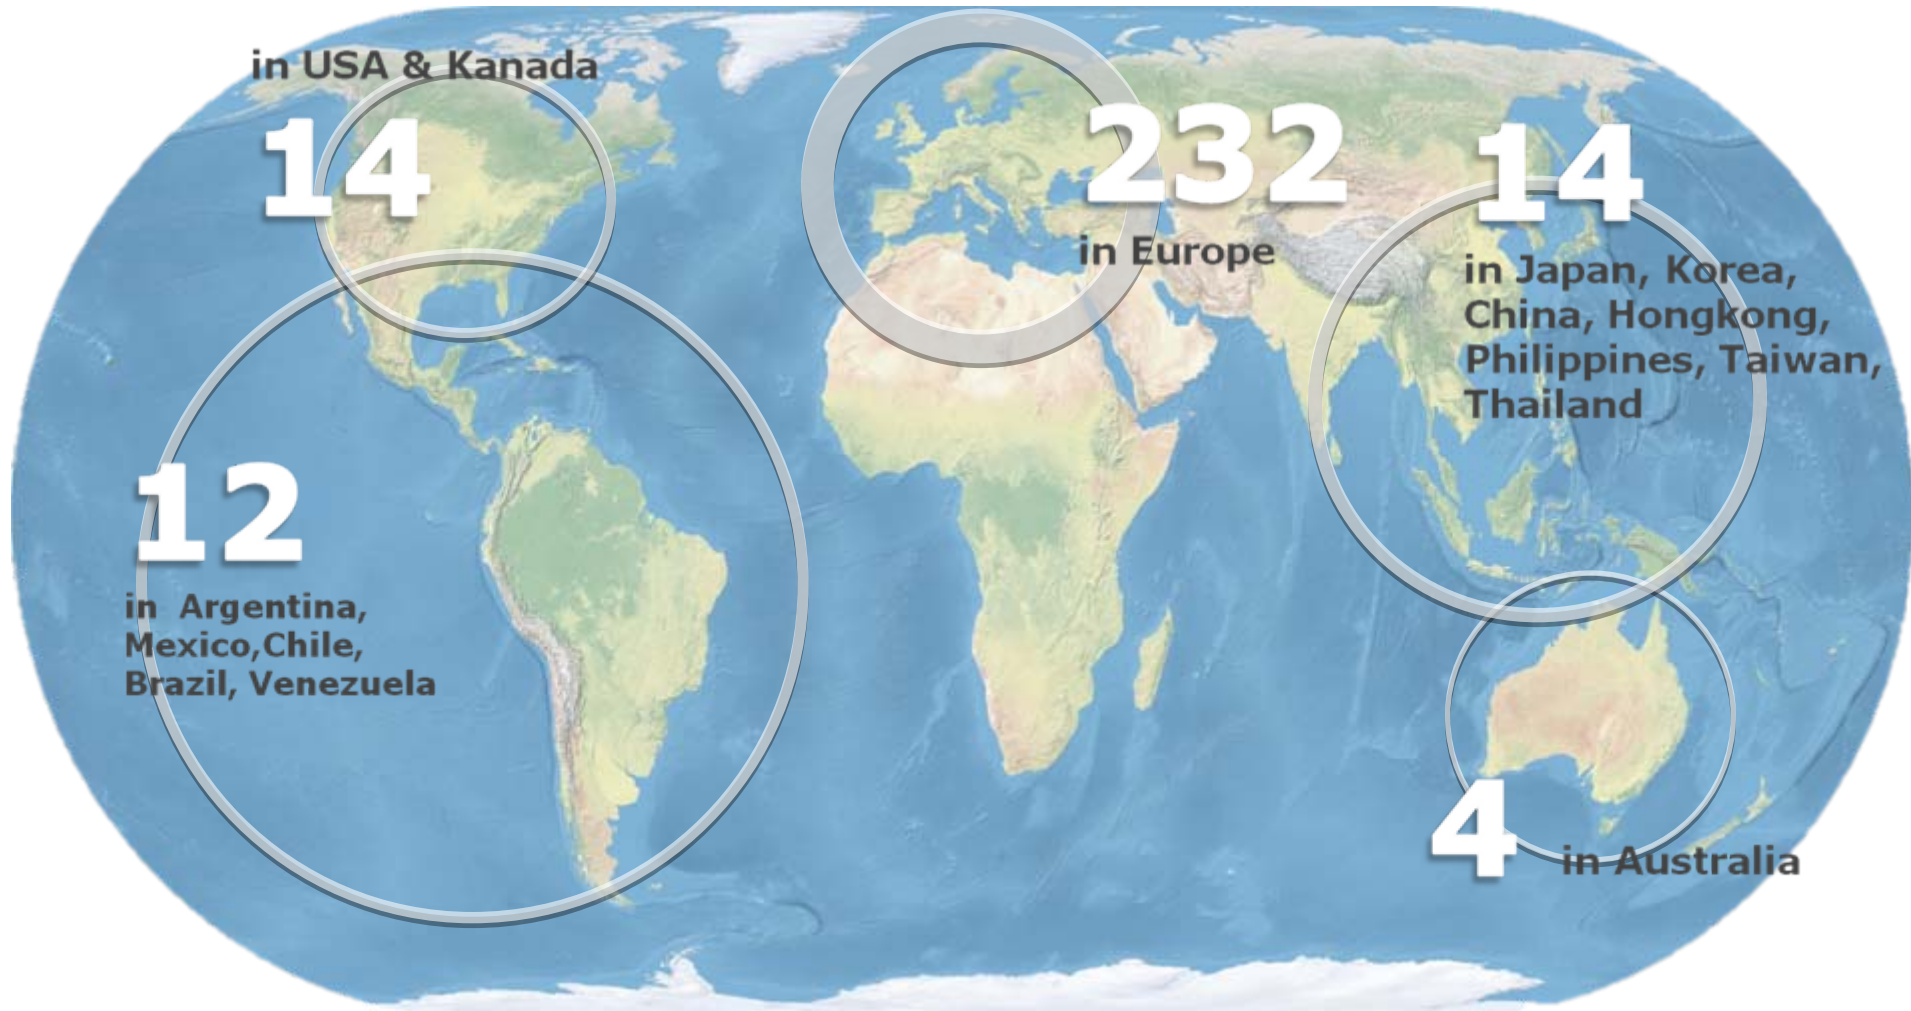 in USA & Kanada
14
232
in Europe
14
in Japan, Korea,
China, Hongkong,
Philippines, Taiwan,
Thailand
12
in  Argentina,
Mexico,Chile,
Brazil, Venezuela
4
in Australia